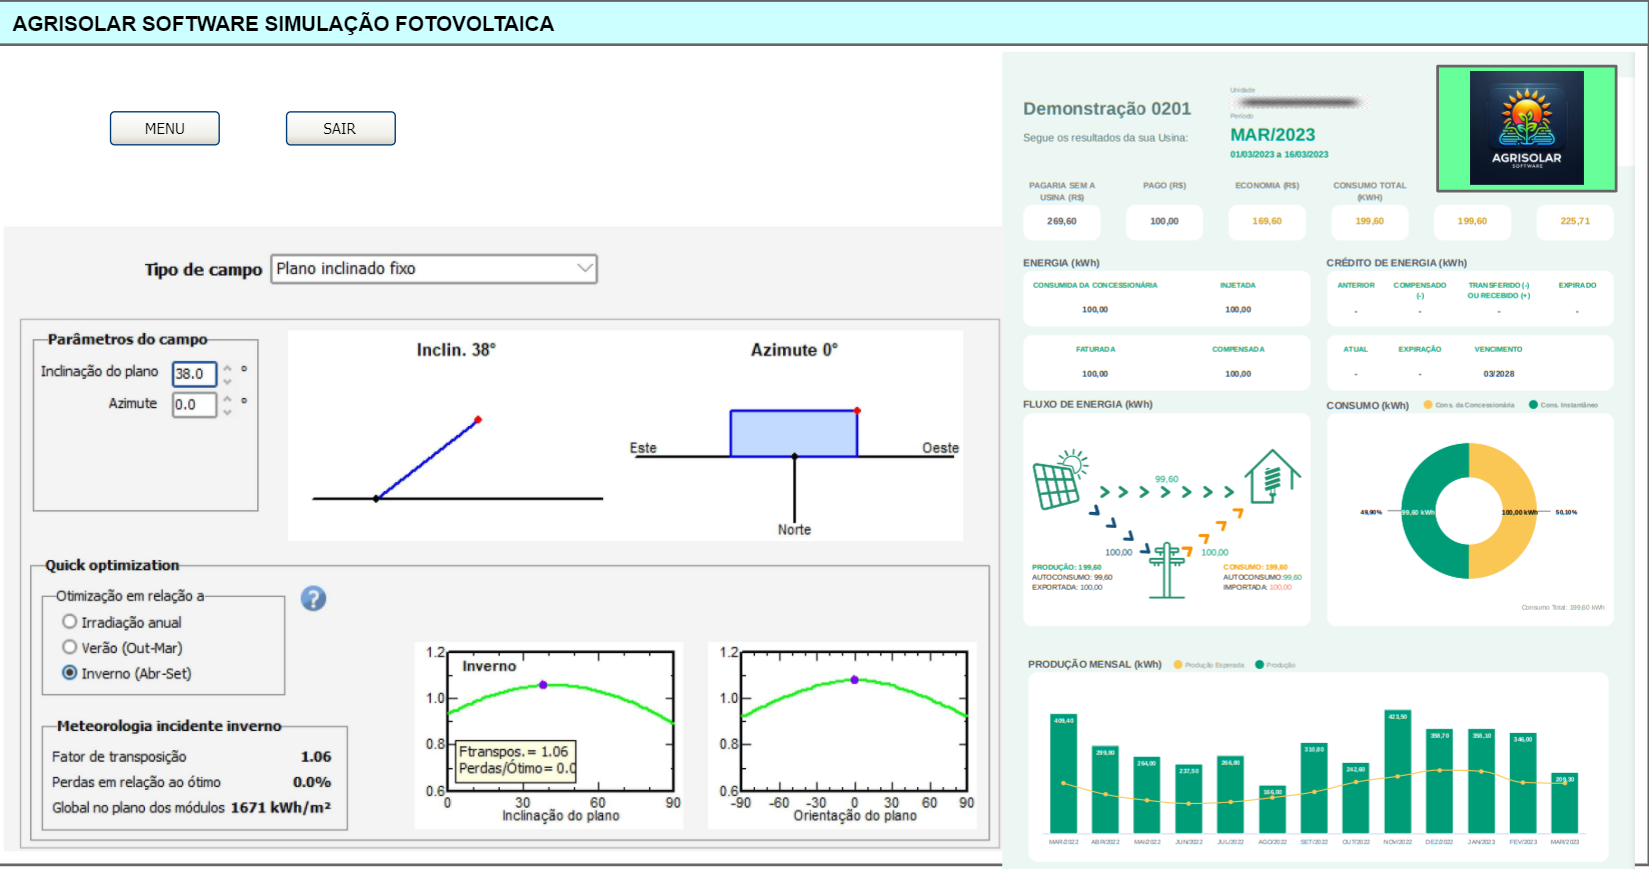 AGRISOLAR SOFTWARE SIMULAÇÃO FOTOVOLTAICA
MENU
SAIR
Tipo de campo
Plano inclinado fixo
Parâmetros do campo
Inclinação do plano 38.0 °
Azimute 0.0 °
Inclin. 38°
Azimute 0°
Este
Oeste
Norte
Quick optimization
Otimização em relação a
Irradiação anual
Verão (Out-Mar)
Inverno (Abr-Set)
?
Meteorologia incidente inverno
Fator de transposição 1.06
Perdas em relação ao ótimo 0.0%
Global no plano dos módulos 1671 kWh/m²
1.2
1.0
0.8
0.6
Inverno
Ftranspos.= 1.06
Perdas/Ótimo= 0.0
0 30 60 90
Inclinação do plano
1.2
1.0
0.8
0.6
-90 -60 -30 0 30 60 90
Orientação do plano
Demonstração 0201
Segue os resultados da sua Usina:
Unidade
Período
MAR/2023
01/03/2023 a 16/03/2023
AGRISOLAR
SOFTWARE
PAGARIA SEM A
USINA (R$)
PAGO (R$)
ECONOMIA (R$)
CONSUMO TOTAL
(KWH)
269,60 100,00 169,60 199,60 199,60 225,71
ENERGIA (kWh)
CONSUMIDA DA CONCESSIONÁRIA INJETADA
100,00 100,00
FATURADA COMPENSADA
100,00 100,00
CRÉDITO DE ENERGIA (kWh)
ANTERIOR
COMPENSADO
(-)
TRANSFERIDO (-)
OU RECEBIDO (+)
EXPIRADO
- - - -
ATUAL EXPIRAÇÃO VENCIMENTO
- - 03/2028
FLUXO DE ENERGIA (kWh)
99,60
100,00
100,00
PRODUÇÃO: 199,60
AUTOCONSUMO: 99,60
EXPORTADA: 100,00
CONSUMO: 199,60
AUTOCONSUMO:99,60
IMPORTADA: 100,00
CONSUMO (kWh)
Cons. da Concessionária
Cons. Instantâneo
49,90%
99,60 kWh
100,00 kWh
50,10%
Consumo Total: 199,60 kWh
PRODUÇÃO MENSAL (kWh)
Produção Esperada
Produção
409,40
299,80
264,00
237,50
266,80
166,00
310,80
242,60
423,50
358,70
358,10
346,00
209,30
MAR/2022 ABR/2022 MAI/2022 JUN/2022 JUL/2022 AGO/2022 SET/2022 OUT/2022 NOV/2022 DEZ/2022 JAN/2023 FEV/2023 MAR/2023